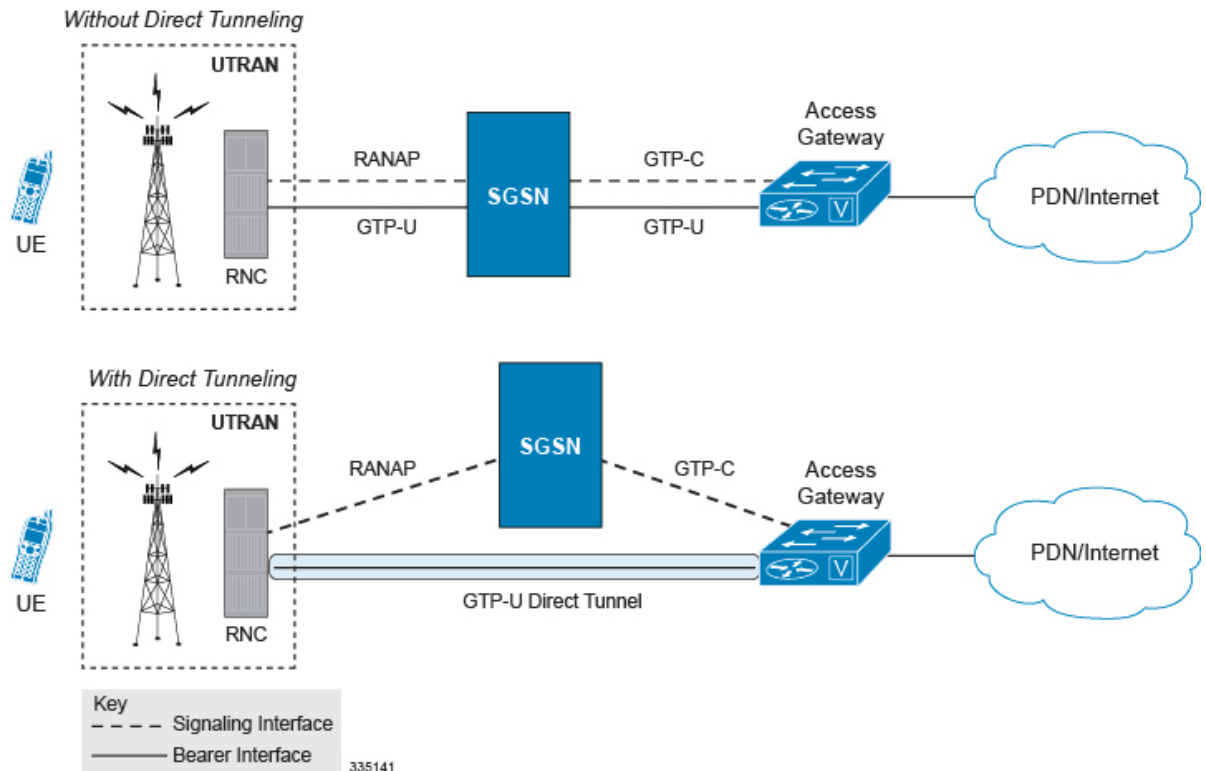 Without Direct Tunneling
UTRAN
UE
RNC
RANAP
GTP-U
SGSN
GTP-C
GTP-U
Access
Gateway
V
PDN/Internet
With Direct Tunneling
UTRAN
UE
RNC
RANAP
SGSN
GTP-C
GTP-U Direct Tunnel
Access
Gateway
V
PDN/Internet
Key
Signaling Interface
Bearer Interface
335141